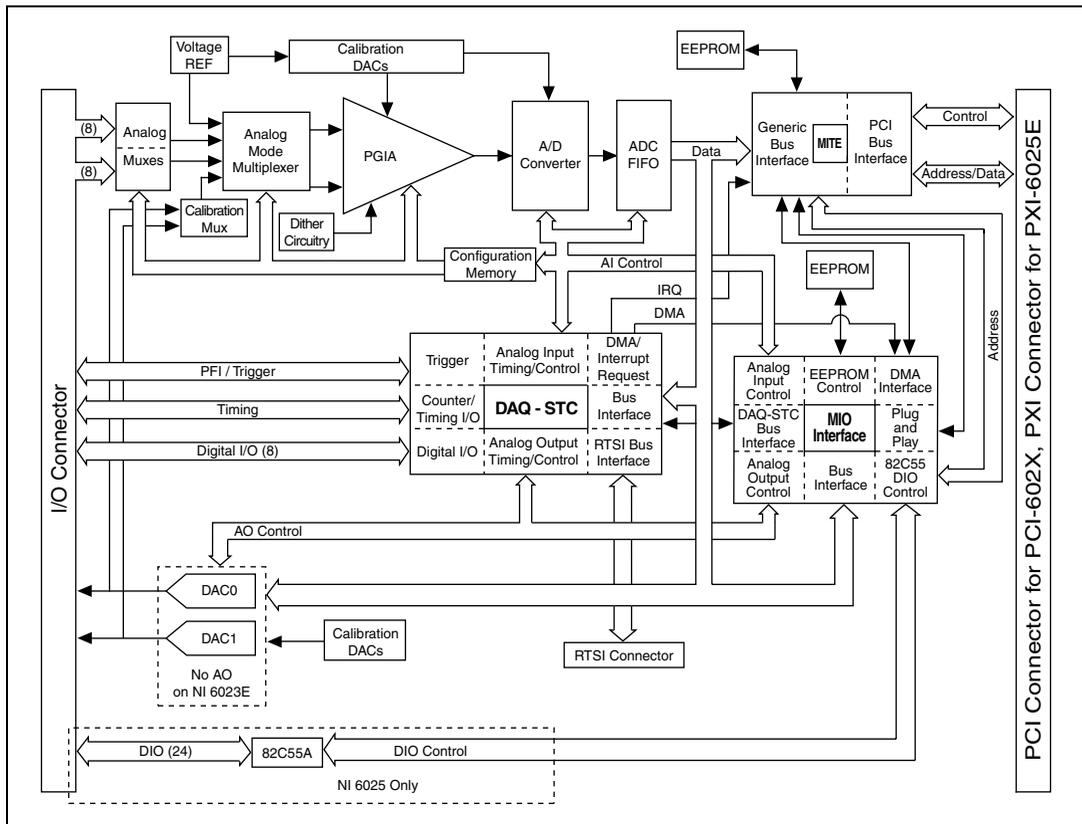 Voltage
REF
Calibration
DACs
EEPROM
(8)
(8)
Analog
Muxes
Analog
Mode
Multiplexer
PGIA
A/D
Converter
ADC
FIFO
Data
Generic
Bus
Interface
MITE
PCI
Bus
Interface
Control
Address/Data
Calibration
Mux
Dither
Circuitry
Configuration
Memory
AI Control
EEPROM
IRQ
DMA
Address
I/O Connector
PCI Connector for PCI-602X, PXI Connector for PXI-6025E
PFI / Trigger
Timing
Digital I/O (8)
Trigger
Analog Input
Timing/Control
DMA/
Interrupt
Request
Counter/
Timing I/O
DAQ - STC
Bus
Interface
Digital I/O
Analog Output
Timing/Control
RTSI Bus
Interface
Analog
Input
Control
EEPROM
Control
DMA
Interface
DAQ-STC
Bus
Interface
MIO
Interface
Plug
and
Play
Analog
Output
Control
Bus
Interface
82C55
DIO
Control
AO Control
DAC0
DAC1
Calibration
DACs
No AO
on NI 6023E
RTSI Connector
DIO (24)
82C55A
DIO Control
NI 6025 Only